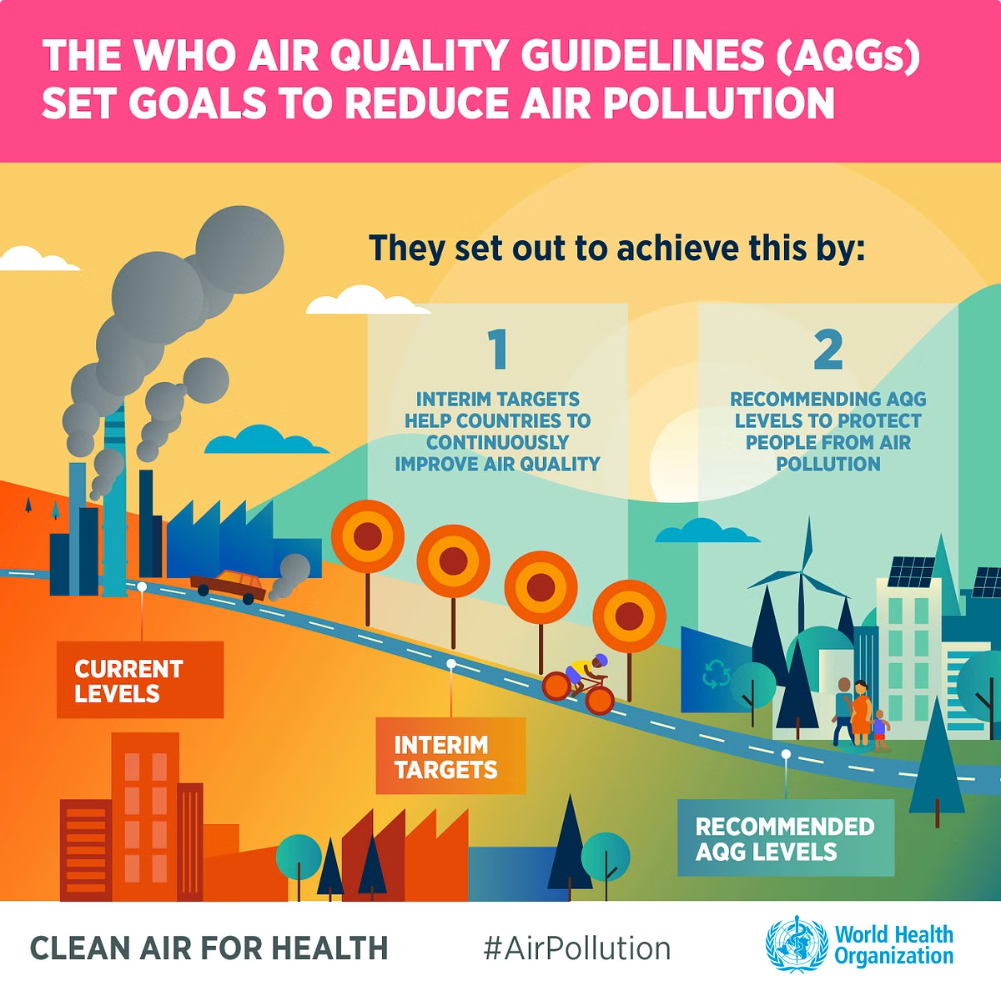 THE WHO AIR QUALITY GUIDELINES (AQGs)
SET GOALS TO REDUCE AIR POLLUTION
They set out to achieve this by:
1
INTERIM TARGETS
HELP COUNTRIES TO
CONTINUOUSLY
IMPROVE AIR QUALITY
2
RECOMMENDING AQG
LEVELS TO PROTECT
PEOPLE FROM AIR
POLLUTION
CURRENT
LEVELS
INTERIM
TARGETS
RECOMMENDED
AQG LEVELS
CLEAN AIR FOR HEALTH
#AirPollution
World Health
Organization